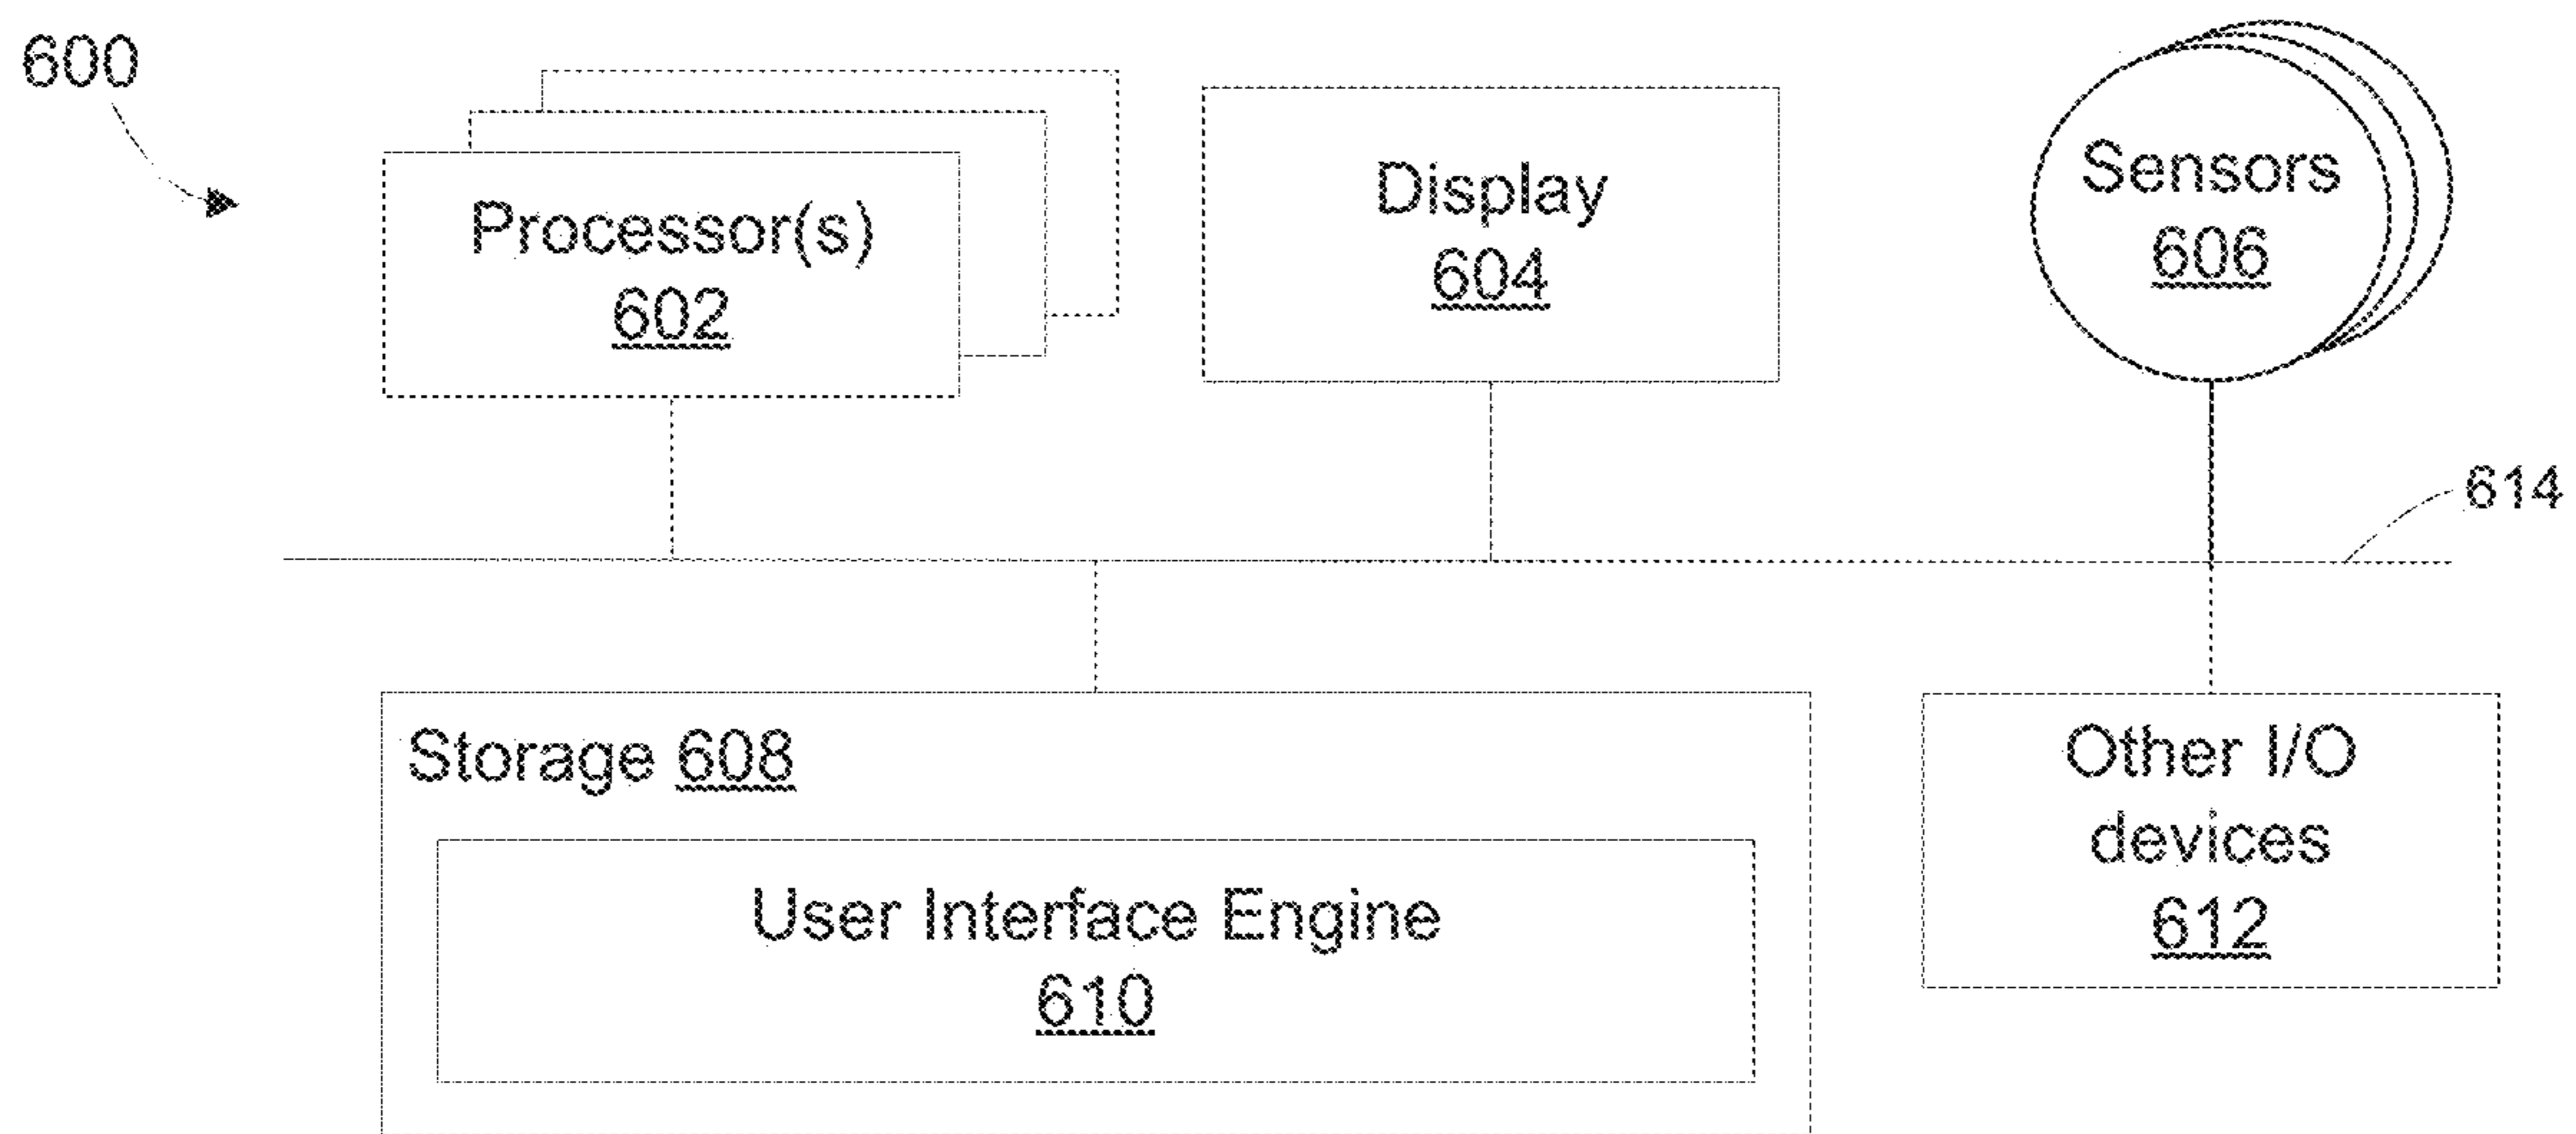 600
Processor(s)
602
Display
604
Sensors
606
614
Storage 608
User Interface Engine
610
Other I/O
devices
612